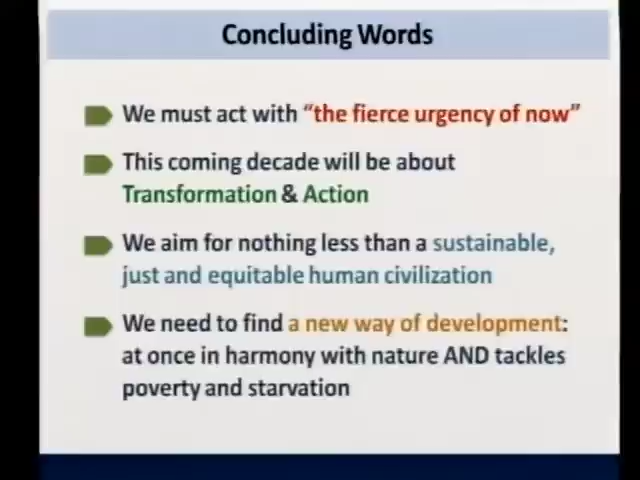 Concluding Words
We must act with “the fierce urgency of now”
This coming decade will be about
Transformation & Action
We aim for nothing less than a sustainable,
just and equitable human civilization
We need to find a new way of development:
at once in harmony with nature AND tackles
poverty and starvation